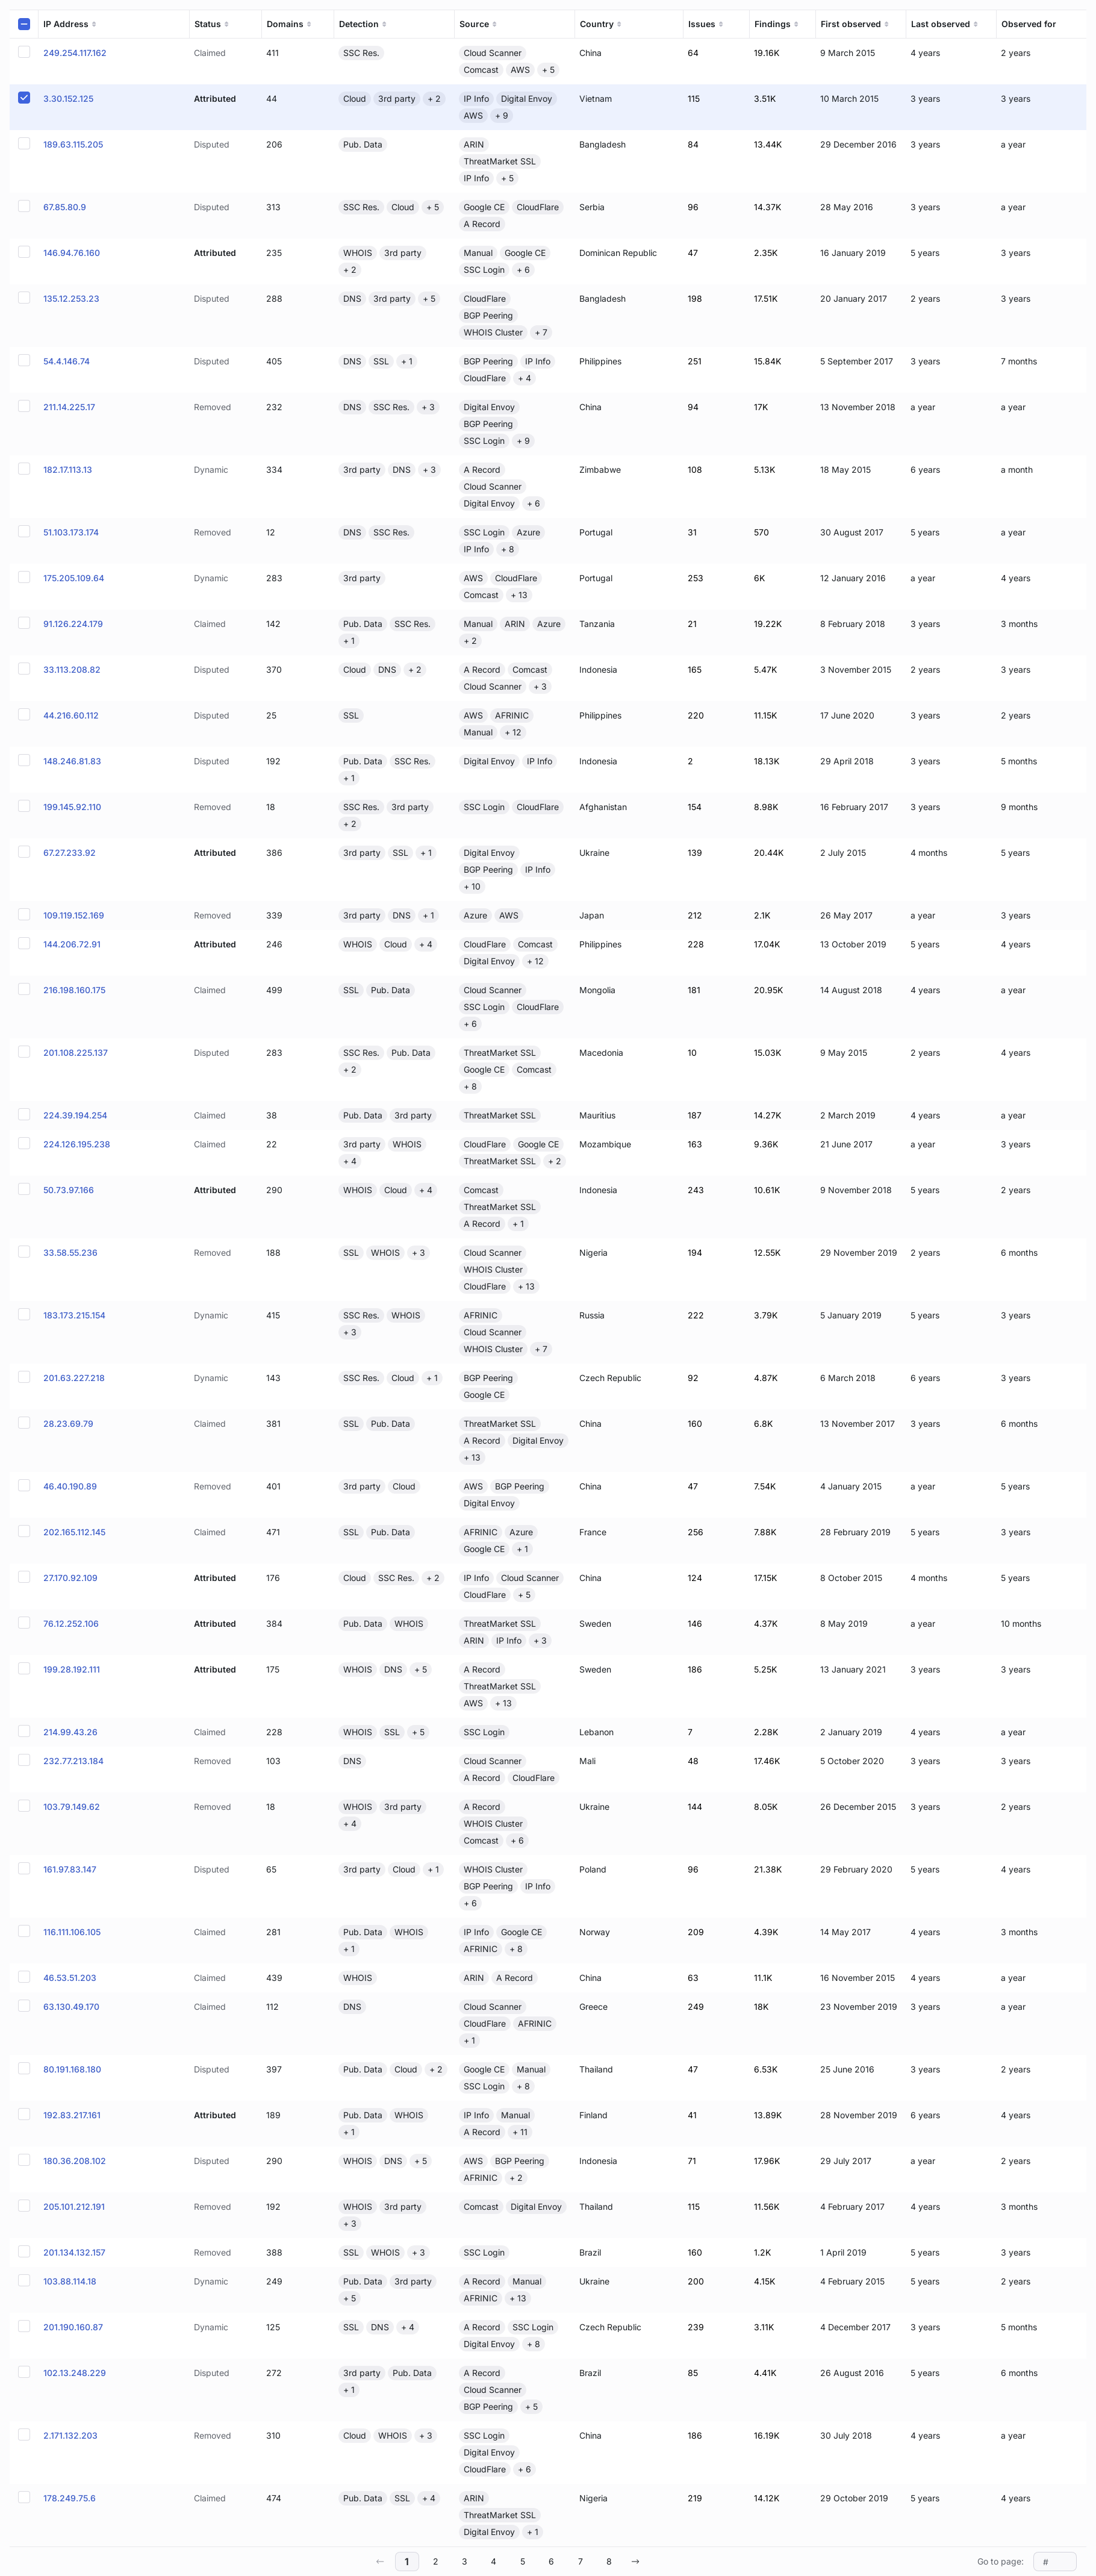 IP Address Status Domains Detection Source Country Issues Findings First observed Last observed Observed for
249.254.117.162 Claimed 411 SSC Res. Cloud Scanner China 64 19.16K 9 March 2015 4 years 2 years
Comcast AWS + 5
3.30.152.125 Attributed 44 Cloud 3rd party + 2 IP Info Digital Envoy Vietnam 115 3.51K 10 March 2015 3 years 3 years
AWS + 9
189.63.115.205 Disputed 206 Pub. Data ARIN Bangladesh 84 13.44K 29 December 2016 3 years a year
ThreatMarket SSL
IP Info + 5
67.85.80.9 Disputed 313 SSC Res. Cloud + 5 Google CE CloudFlare Serbia 96 14.37K 28 May 2016 3 years a year
A Record
146.94.76.160 Attributed 235 WHOIS 3rd party Manual Google CE Dominican Republic 47 2.35K 16 January 2019 5 years 3 years
+ 2 SSC Login + 6
135.12.253.23 Disputed 288 DNS 3rd party + 5 CloudFlare Bangladesh 198 17.51K 20 January 2017 2 years 3 years
BGP Peering
WHOIS Cluster + 7
54.4.146.74 Disputed 405 DNS SSL + 1 BGP Peering IP Info Philippines 251 15.84K 5 September 2017 3 years 7 months
CloudFlare + 4
211.14.225.17 Removed 232 DNS SSC Res. + 3 Digital Envoy China 94 17K 13 November 2018 a year a year
BGP Peering
SSC Login + 9
182.17.113.13 Dynamic 334 3rd party DNS + 3 A Record Zimbabwe 108 5.13K 18 May 2015 6 years a month
Cloud Scanner
Digital Envoy + 6
51.103.173.174 Removed 12 DNS SSC Res. SSC Login Azure Portugal 31 570 30 August 2017 5 years a year
IP Info + 8
175.205.109.64 Dynamic 283 3rd party AWS CloudFlare Portugal 253 6K 12 January 2016 a year 4 years
Comcast + 13
91.126.224.179 Claimed 142 Pub. Data SSC Res. Manual ARIN Azure Tanzania 21 19.22K 8 February 2018 3 years 3 months
+ 1 + 2
33.113.208.82 Disputed 370 Cloud DNS + 2 A Record Comcast Indonesia 165 5.47K 3 November 2015 2 years 3 years
Cloud Scanner + 3
44.216.60.112 Disputed 25 SSL AWS AFRINIC Philippines 220 11.15K 17 June 2020 3 years 2 years
Manual + 12
148.246.81.83 Disputed 192 Pub. Data SSC Res. Digital Envoy IP Info Indonesia 2 18.13K 29 April 2018 3 years 5 months
+ 1
199.145.92.110 Removed 18 SSC Res. 3rd party SSC Login CloudFlare Afghanistan 154 8.98K 16 February 2017 3 years 9 months
+ 2
67.27.233.92 Attributed 386 3rd party SSL + 1 Digital Envoy Ukraine 139 20.44K 2 July 2015 4 months 5 years
BGP Peering IP Info
+ 10
109.119.152.169 Removed 339 3rd party DNS + 1 Azure AWS Japan 212 2.1K 26 May 2017 a year 3 years
144.206.72.91 Attributed 246 WHOIS Cloud + 4 CloudFlare Comcast Philippines 228 17.04K 13 October 2019 5 years 4 years
Digital Envoy + 12
216.198.160.175 Claimed 499 SSL Pub. Data Cloud Scanner Mongolia 181 20.95K 14 August 2018 4 years a year
SSC Login CloudFlare
+ 6
201.108.225.137 Disputed 283 SSC Res. Pub. Data ThreatMarket SSL Macedonia 10 15.03K 9 May 2015 2 years 4 years
+ 2 Google CE Comcast
+ 8
224.39.194.254 Claimed 38 Pub. Data 3rd party ThreatMarket SSL Mauritius 187 14.27K 2 March 2019 4 years a year
224.126.195.238 Claimed 22 3rd party WHOIS CloudFlare Google CE Mozambique 163 9.36K 21 June 2017 a year 3 years
+ 4 ThreatMarket SSL + 2
50.73.97.166 Attributed 290 WHOIS Cloud + 4 Comcast Indonesia 243 10.61K 9 November 2018 5 years 2 years
ThreatMarket SSL
A Record + 1
33.58.55.236 Removed 188 SSL WHOIS + 3 Cloud Scanner Nigeria 194 12.55K 29 November 2019 2 years 6 months
WHOIS Cluster
CloudFlare + 13
183.173.215.154 Dynamic 415 SSC Res. WHOIS AFRINIC Russia 222 3.79K 5 January 2019 5 years 3 years
+ 3 Cloud Scanner
WHOIS Cluster + 7
201.63.227.218 Dynamic 143 SSC Res. Cloud + 1 BGP Peering Czech Republic 92 4.87K 6 March 2018 6 years 3 years
Google CE
28.23.69.79 Claimed 381 SSL Pub. Data ThreatMarket SSL China 160 6.8K 13 November 2017 3 years 6 months
A Record Digital Envoy
+ 13
46.40.190.89 Removed 401 3rd party Cloud AWS BGP Peering China 47 7.54K 4 January 2015 a year 5 years
Digital Envoy
202.165.112.145 Claimed 471 SSL Pub. Data AFRINIC Azure France 256 7.88K 28 February 2019 5 years 3 years
Google CE + 1
27.170.92.109 Attributed 176 Cloud SSC Res. + 2 IP Info Cloud Scanner China 124 17.15K 8 October 2015 4 months 5 years
CloudFlare + 5
76.12.252.106 Attributed 384 Pub. Data WHOIS ThreatMarket SSL Sweden 146 4.37K 8 May 2019 a year 10 months
ARIN IP Info + 3
199.28.192.111 Attributed 175 WHOIS DNS + 5 A Record Sweden 186 5.25K 13 January 2021 3 years 3 years
ThreatMarket SSL
AWS + 13
214.99.43.26 Claimed 228 WHOIS SSL + 5 SSC Login Lebanon 7 2.28K 2 January 2019 4 years a year
232.77.213.184 Removed 103 DNS Cloud Scanner Mali 48 17.46K 5 October 2020 3 years 3 years
A Record CloudFlare
103.79.149.62 Removed 18 WHOIS 3rd party A Record Ukraine 144 8.05K 26 December 2015 3 years 2 years
+ 4 WHOIS Cluster
Comcast + 6
161.97.83.147 Disputed 65 3rd party Cloud + 1 WHOIS Cluster Poland 96 21.38K 29 February 2020 5 years 4 years
BGP Peering IP Info
+ 6
116.111.106.105 Claimed 281 Pub. Data WHOIS IP Info Google CE Norway 209 4.39K 14 May 2017 4 years 3 months
+ 1 AFRINIC + 8
46.53.51.203 Claimed 439 WHOIS ARIN A Record China 63 11.1K 16 November 2015 4 years a year
63.130.49.170 Claimed 112 DNS Cloud Scanner Greece 249 18K 23 November 2019 3 years a year
CloudFlare AFRINIC
+ 1
80.191.168.180 Disputed 397 Pub. Data Cloud + 2 Google CE Manual Thailand 47 6.53K 25 June 2016 3 years 2 years
SSC Login + 8
192.83.217.161 Attributed 189 Pub. Data WHOIS IP Info Manual Finland 41 13.89K 28 November 2019 6 years 4 years
+ 1 A Record + 11
180.36.208.102 Disputed 290 WHOIS DNS + 5 AWS BGP Peering Indonesia 71 17.96K 29 July 2017 a year 2 years
AFRINIC + 2
205.101.212.191 Removed 192 WHOIS 3rd party Comcast Digital Envoy Thailand 115 11.56K 4 February 2017 4 years 3 months
+ 3
201.134.132.157 Removed 388 SSL WHOIS + 3 SSC Login Brazil 160 1.2K 1 April 2019 5 years 3 years
103.88.114.18 Dynamic 249 Pub. Data 3rd party A Record Manual Ukraine 200 4.15K 4 February 2015 5 years 2 years
+ 5 AFRINIC + 13
201.190.160.87 Dynamic 125 SSL DNS + 4 A Record SSC Login Czech Republic 239 3.11K 4 December 2017 3 years 5 months
Digital Envoy + 8
102.13.248.229 Disputed 272 3rd party Pub. Data A Record Brazil 85 4.41K 26 August 2016 5 years 6 months
+ 1 Cloud Scanner
BGP Peering + 5
2.171.132.203 Removed 310 Cloud WHOIS + 3 SSC Login China 186 16.19K 30 July 2018 4 years a year
Digital Envoy
CloudFlare + 6
178.249.75.6 Claimed 474 Pub. Data SSL + 4 ARIN Nigeria 219 14.12K 29 October 2019 5 years 4 years
ThreatMarket SSL
Digital Envoy + 1
← 1 2 3 4 5 6 7 8 → Go to page: #